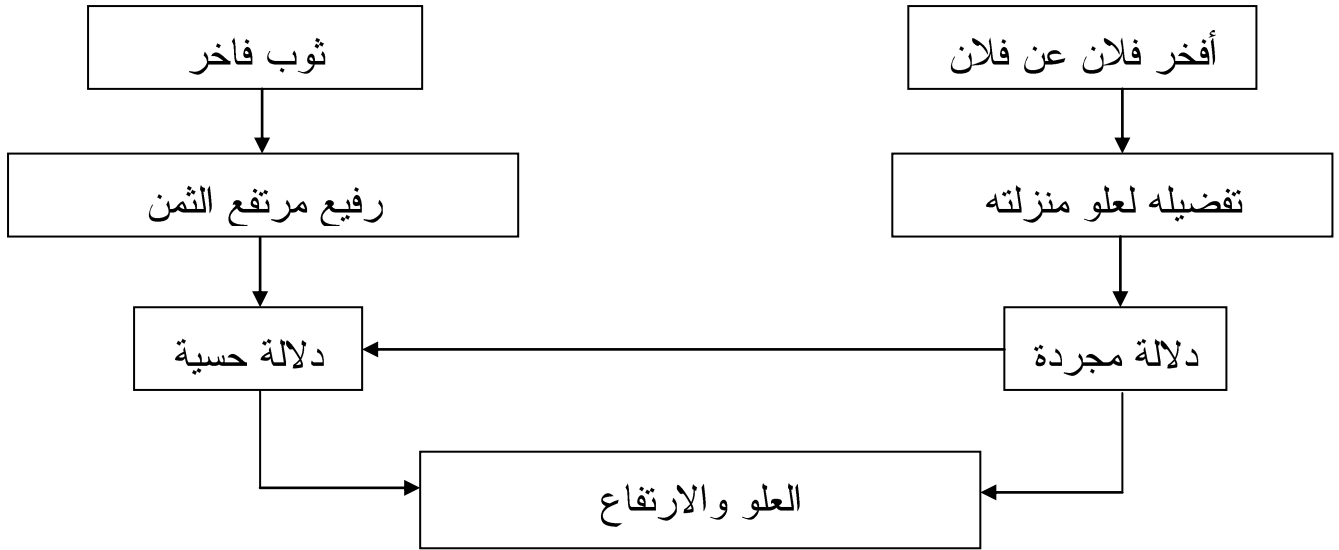 أفخر فلان عن فلان
ثوب فاخر
تفضيله لعلو منزلته
رفيع مرتفع الثمن
دلالة مجردة
دلالة حسية
العلو والارتفاع